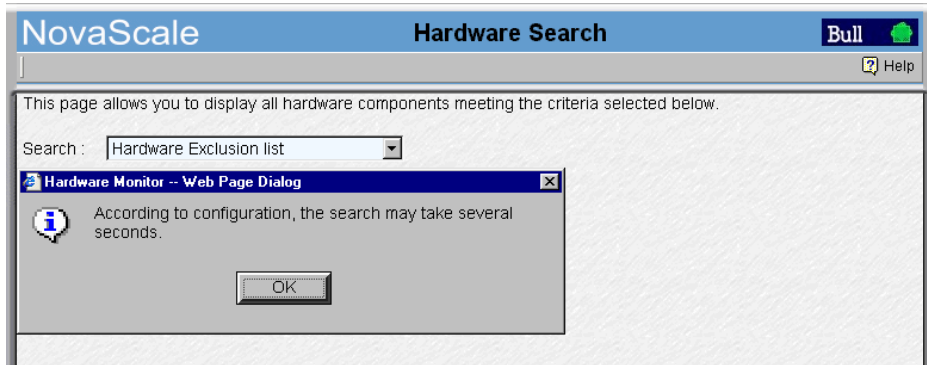 NovaScale Hardware Search Bull
Help
This page allows you to display all hardware components meeting the criteria selected below.
Search : Hardware Exclusion list
Hardware Monitor -- Web Page Dialog
According to configuration, the search may take several
seconds.
OK